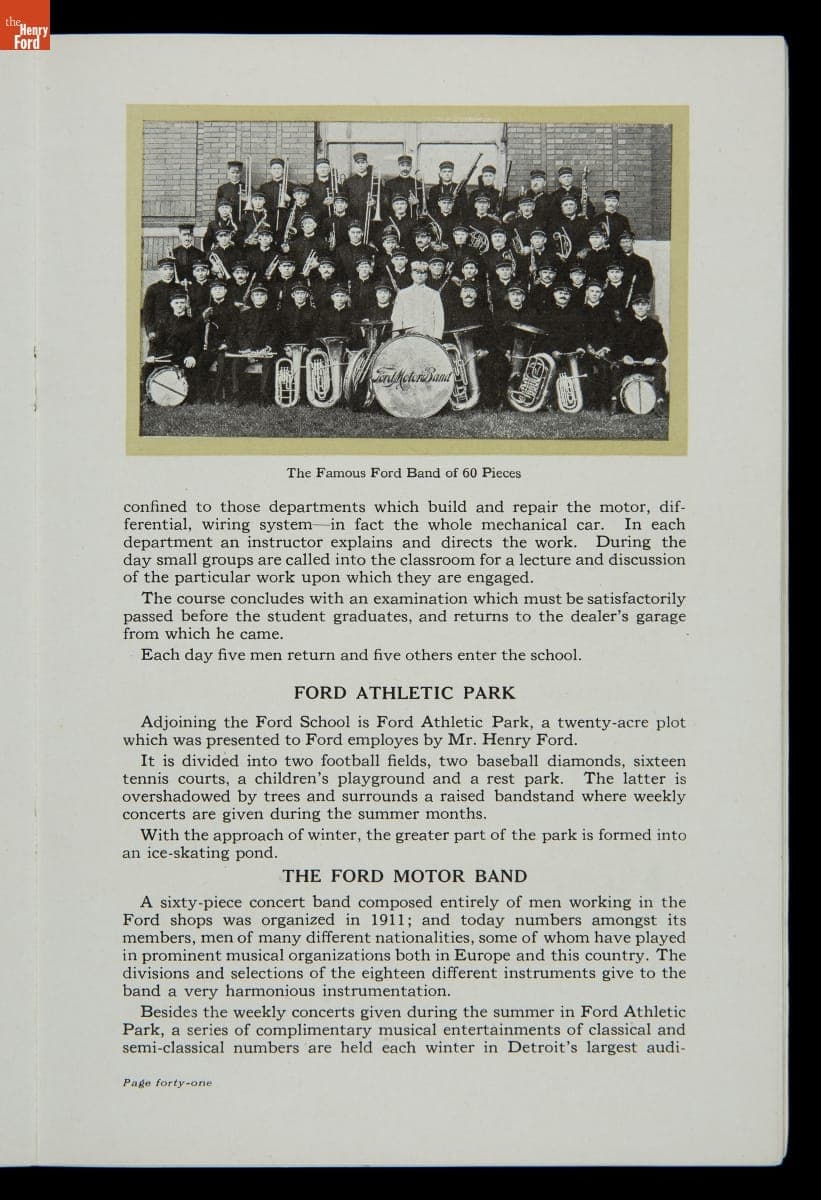 the
Henry
Ford
Ford Motor Band
The Famous Ford Band of 60 Pieces
confined to those departments which build and repair the motor, dif-
ferential, wiring system—in fact the whole mechanical car. In each
department an instructor explains and directs the work. During the
day small groups are called into the classroom for a lecture and discussion
of the particular work upon which they are engaged.
The course concludes with an examination which must be satisfactorily
passed before the student graduates, and returns to the dealer's garage
from which he came.
Each day five men return and five others enter the school.
FORD ATHLETIC PARK
Adjoining the Ford School is Ford Athletic Park, a twenty-acre plot
which was presented to Ford employes by Mr. Henry Ford.
It is divided into two football fields, two baseball diamonds, sixteen
tennis courts, a children's playground and a rest park. The latter is
overshadowed by trees and surrounds a raised bandstand where weekly
concerts are given during the summer months.
With the approach of winter, the greater part of the park is formed into
an ice-skating pond.
THE FORD MOTOR BAND
A sixty-piece concert band composed entirely of men working in the
Ford shops was organized in 1911; and today numbers amongst its
members, men of many different nationalities, some of whom have played
in prominent musical organizations both in Europe and this country. The
divisions and selections of the eighteen different instruments give to the
band a very harmonious instrumentation.
Besides the weekly concerts given during the summer in Ford Athletic
Park, a series of complimentary musical entertainments of classical and
semi-classical numbers are held each winter in Detroit's largest audi-
Page forty-one